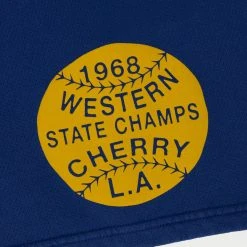 1968
WESTERN
STATE CHAMPS
CHERRY
L.A.